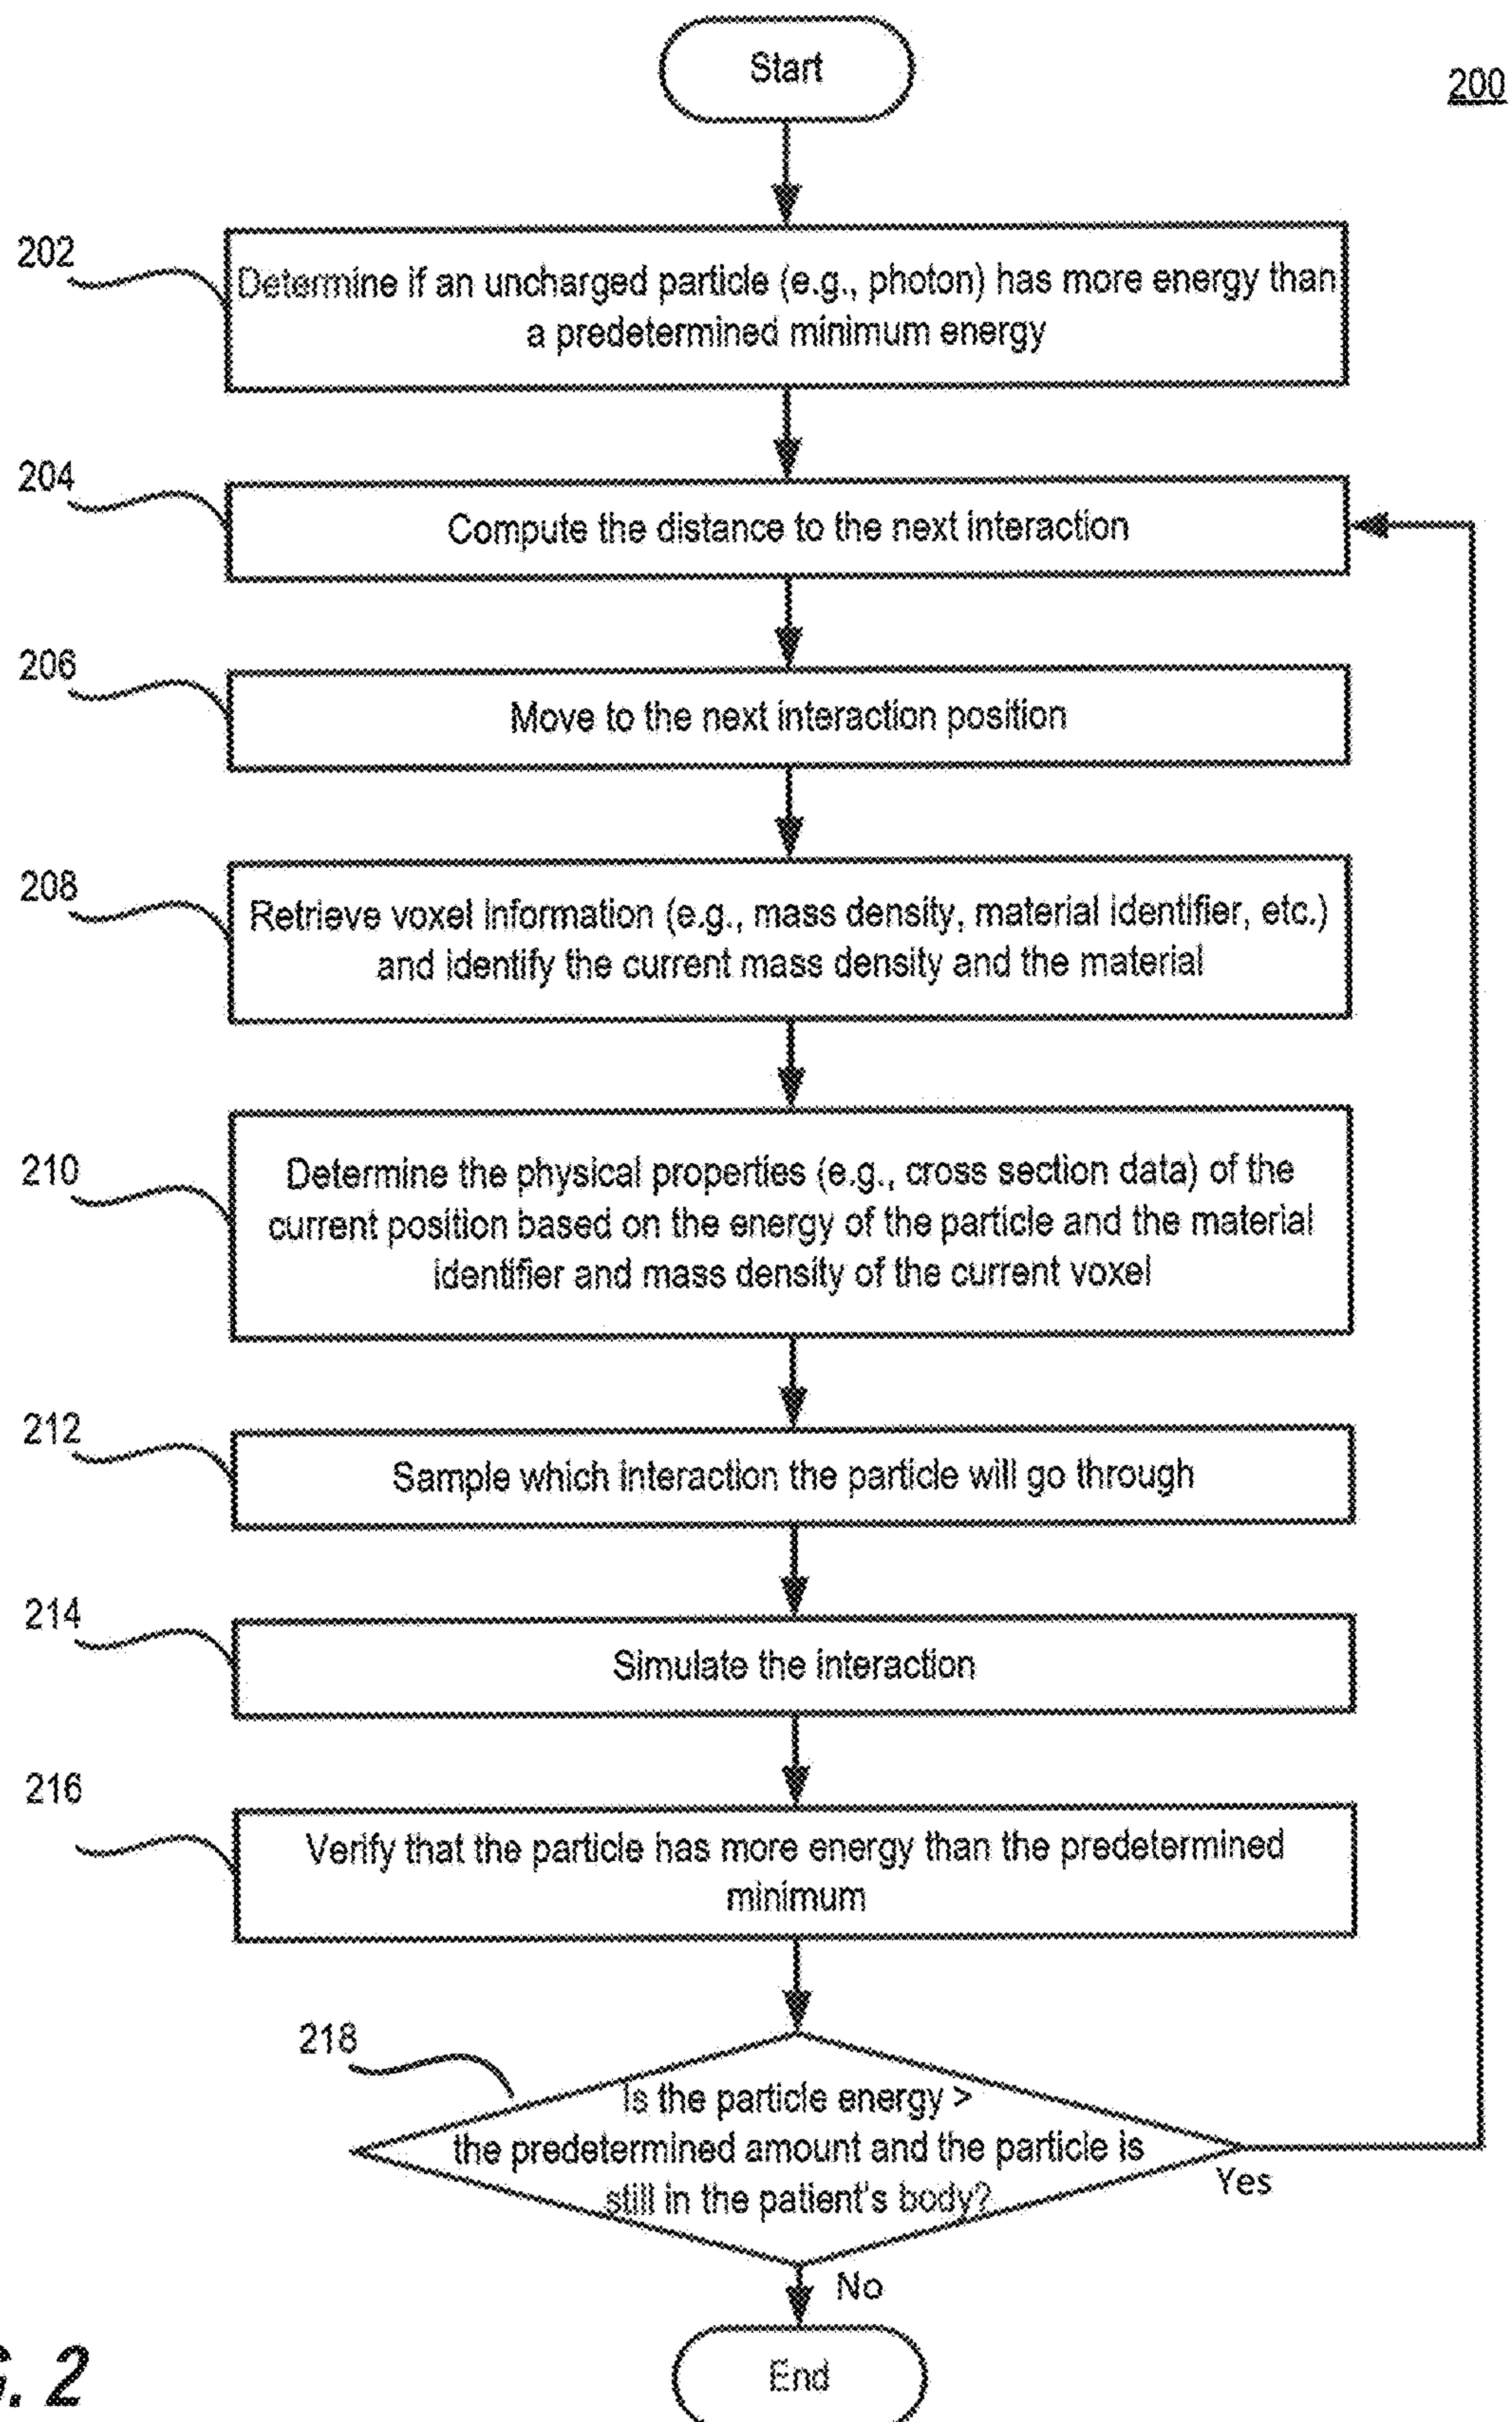 Start
200
202
Determine if an uncharged particle (e.g., photon) has more energy than
a predetermined minimum energy
204
Compute the distance to the next interaction
206
Move to the next interaction position
208
Retrieve voxel information (e.g., mass density, material identifier, etc.)
and identify the current mass density and the material
210
Determine the physical properties (e.g., cross section data) of the
current position based on the energy of the particle and the material
identifier and mass density of the current voxel
212
Sample which interaction the particle will go through
214
Simulate the interaction
216
Verify that the particle has more energy than the predetermined
minimum
218
Is the particle energy >
the predetermined amount and the particle is
still in the patient's body?
Yes
No
End
G. 2